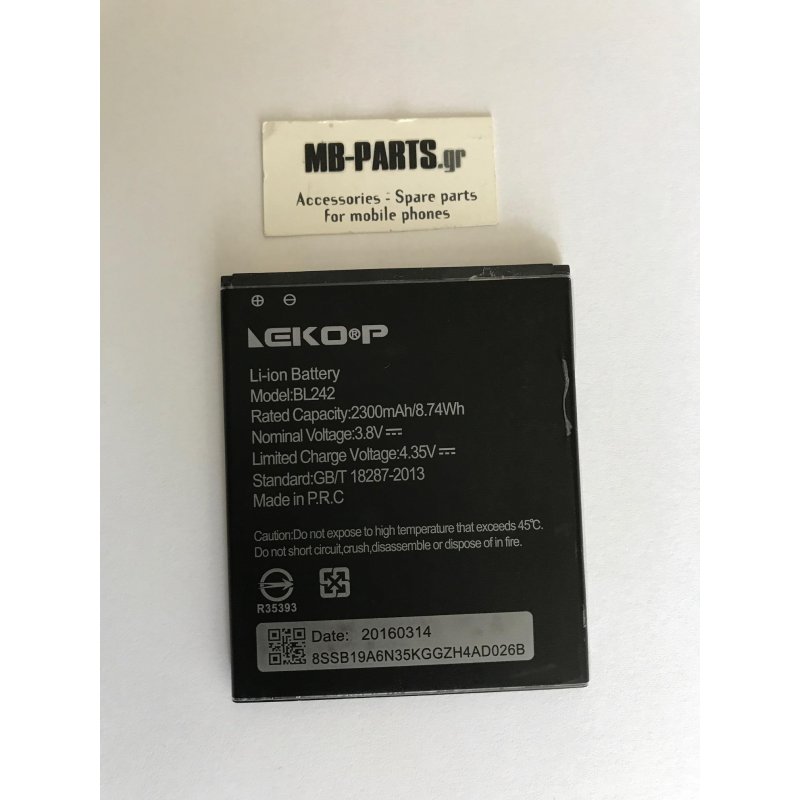 MB-PARTS.gr
Accessories - Spare parts
for mobile phones
LEKO®P
Li-ion Battery
Model:BL242
Rated Capacity:2300mAh/8.74Wh
Nominal Voltage:3.8V⎓
Limited Charge Voltage:4.35V⎓
Standard:GB/T 18287-2013
Made in P.R.C
Caution:Do not expose to high temperature that exceeds 45℃.
Do not short circuit,crush,disassemble or dispose of in fire.
R35393
Date: 20160314
8SSB19A6N35KGGZH4AD026B